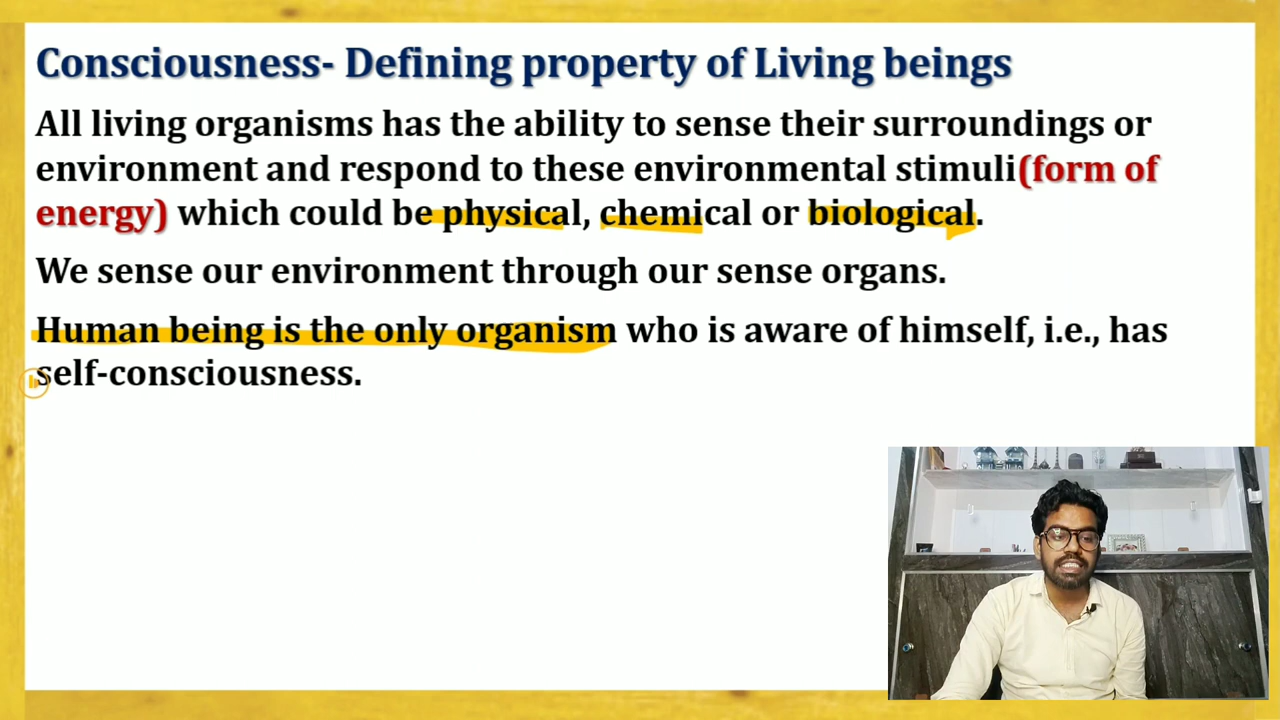 Consciousness- Defining property of Living beings
All living organisms has the ability to sense their surroundings or
environment and respond to these environmental stimuli(form of
energy) which could be physical, chemical or biological.
We sense our environment through our sense organs.
Human being is the only organism who is aware of himself, i.e., has
self-consciousness.